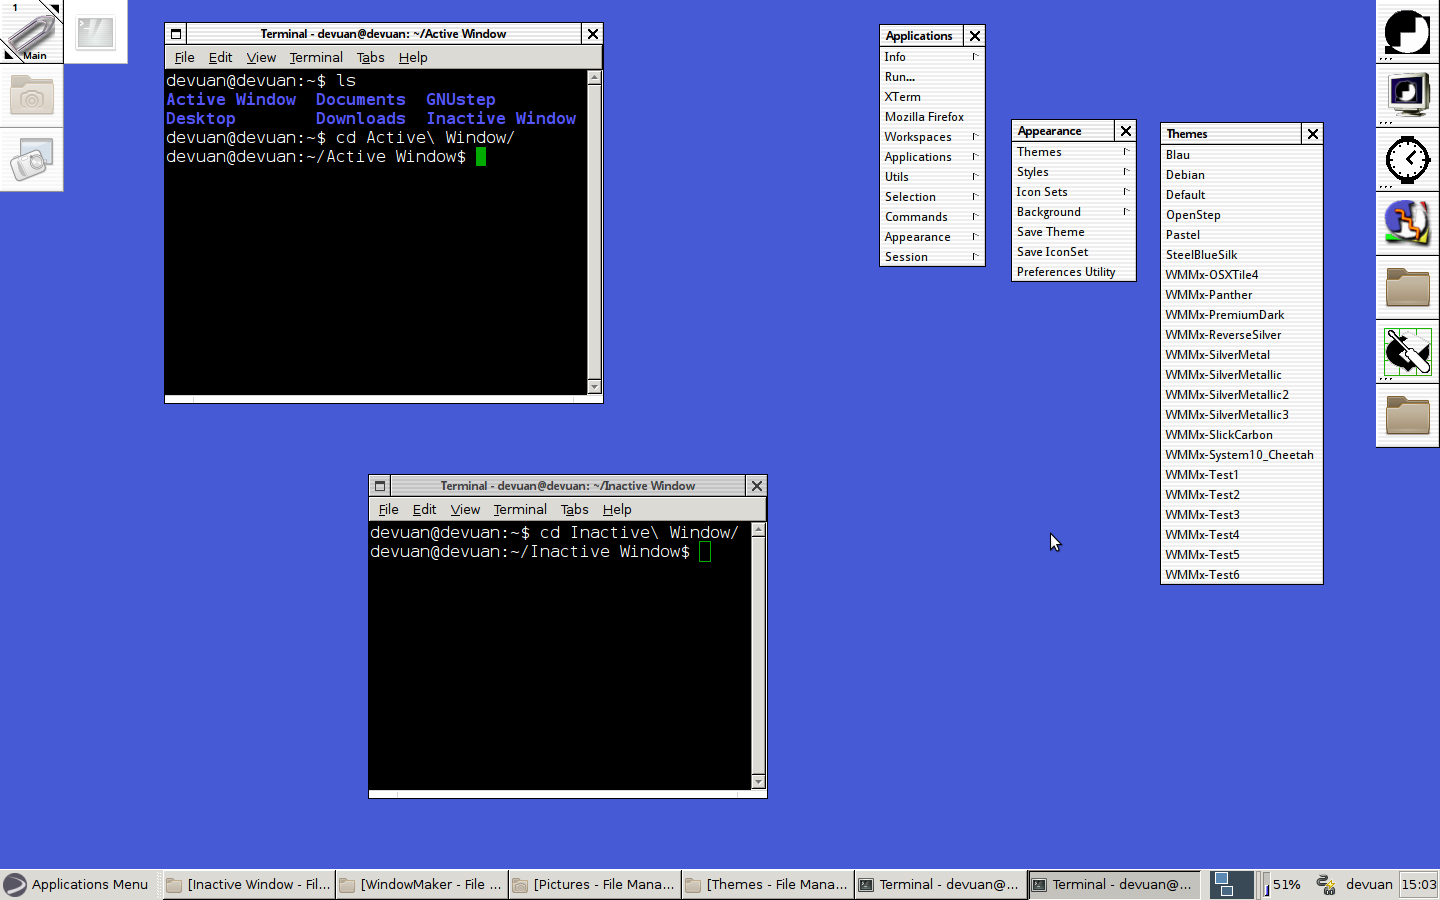 1
Main
Terminal - devuan@devuan: ~/Active Window
File Edit View Terminal Tabs Help
devuan@devuan:~$ ls
Active Window Documents GNUstep
Desktop Downloads Inactive Window
devuan@devuan:~$ cd Active\ Window/
devuan@devuan:~/Active Window$
Terminal - devuan@devuan: ~/Inactive Window
File Edit View Terminal Tabs Help
devuan@devuan:~$ cd Inactive\ Window/
devuan@devuan:~/Inactive Window$
Applications
Info
Run...
XTerm
Mozilla Firefox
Workspaces
Applications
Utils
Selection
Commands
Appearance
Session
Appearance
Themes
Styles
Icon Sets
Background
Save Theme
Save IconSet
Preferences Utility
Themes
Blau
Debian
Default
OpenStep
Pastel
SteelBlueSilk
WMMx-OSXTile4
WMMx-Panther
WMMx-PremiumDark
WMMx-ReverseSilver
WMMx-SilverMetal
WMMx-SilverMetallic
WMMx-SilverMetallic2
WMMx-SilverMetallic3
WMMx-SlickCarbon
WMMx-System10_Cheetah
WMMx-Test1
WMMx-Test2
WMMx-Test3
WMMx-Test4
WMMx-Test5
WMMx-Test6
Applications Menu [Inactive Window - Fil... [WindowMaker - File ... [Pictures - File Mana... [Themes - File Mana... Terminal - devuan@... Terminal - devuan@... 51% devuan 15:03